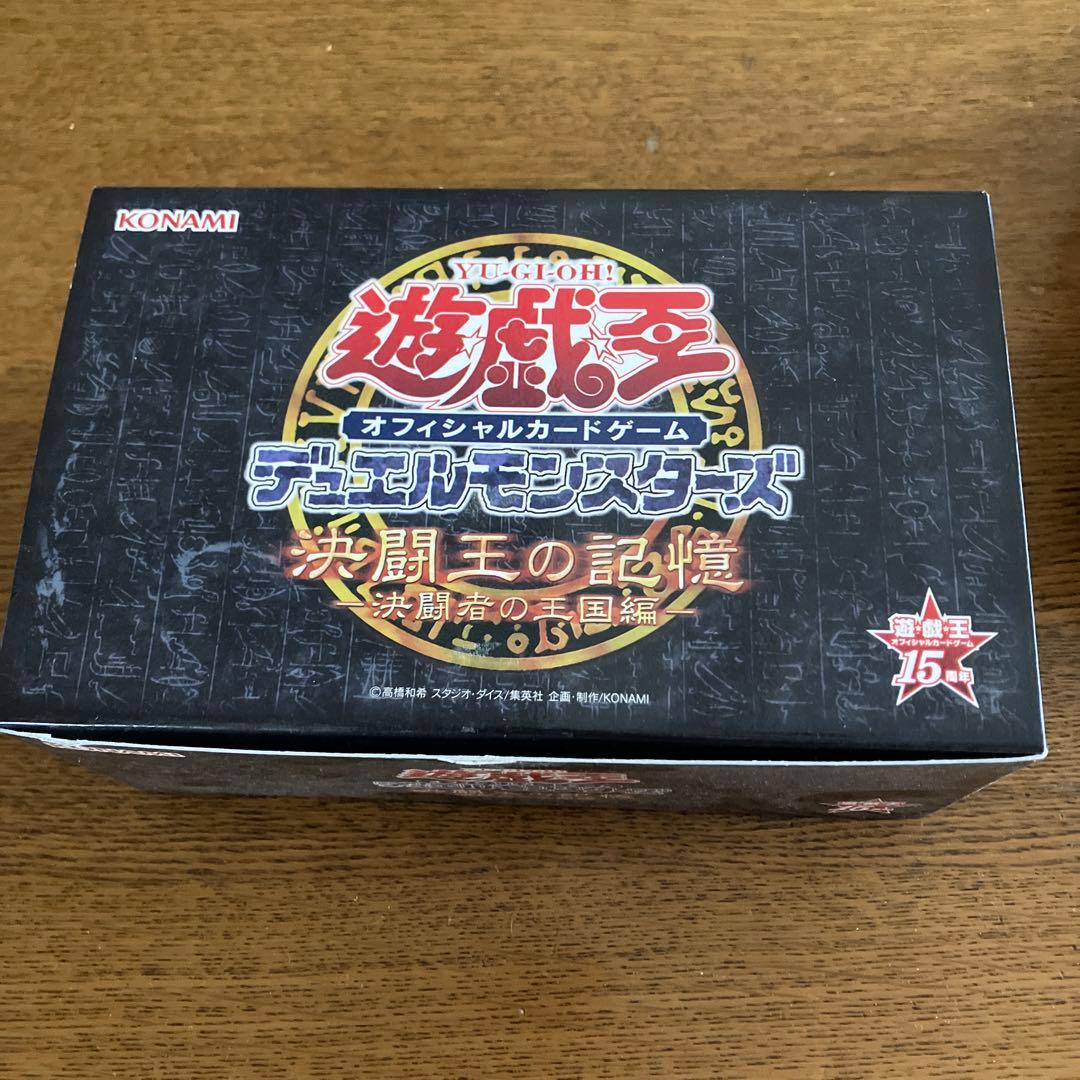 KONAMI
YU-GI-OH!
遊☆戯☆王
オフィシャルカードゲーム
デュエルモンスターズ
決闘王の記憶
-決闘者の王国編-
遊☆戯☆王
オフィシャルカードゲーム
15周年
©高橋和希 スタジオ・ダイス/集英社 企画・制作/KONAMI